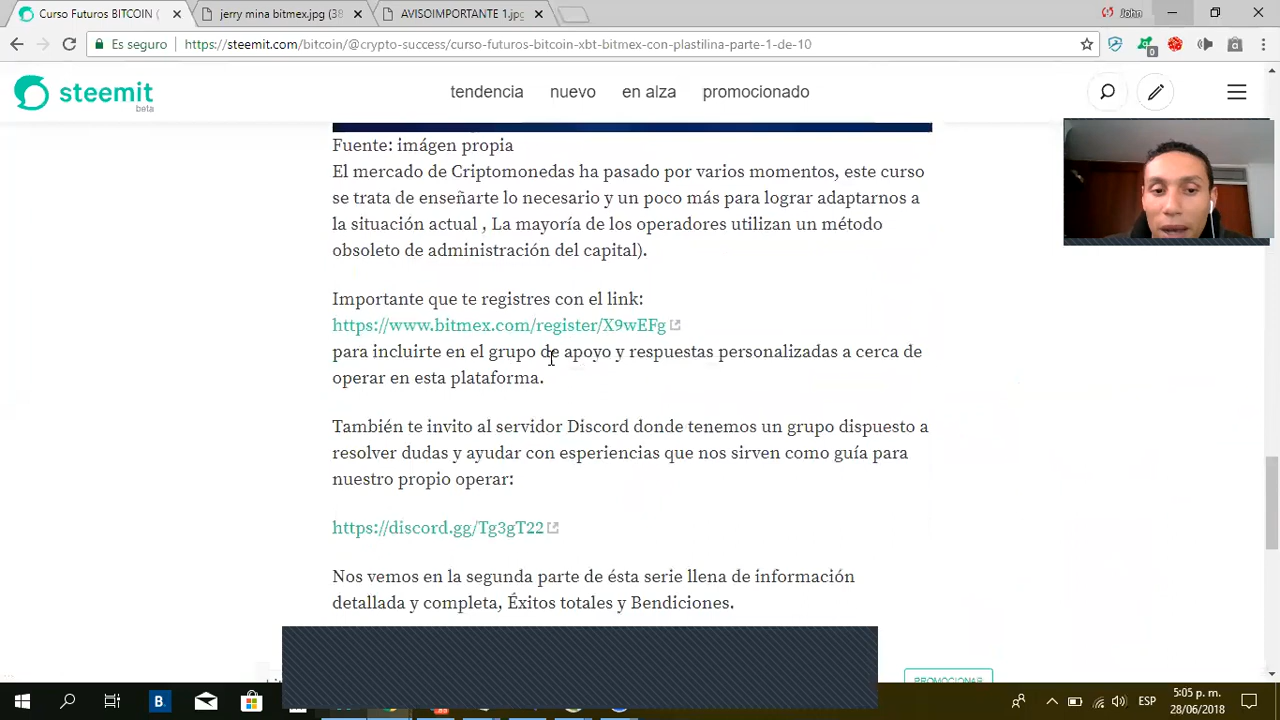 Curso Futuros BITCOIN (
jerry mina bitmex.jpg (38
AVISOIMPORTANTE 1.jpg
John
Es seguro
https://steemit.com/bitcoin/@crypto-success/curso-futuros-bitcoin-xbt-bitmex-con-plastilina-parte-1-de-10
0
steemit
beta
tendencia
nuevo
en alza
promocionado
Fuente: imágen propia
El mercado de Criptomonedas ha pasado por varios momentos, este curso
se trata de enseñarte lo necesario y un poco más para lograr adaptarnos a
la situación actual , La mayoría de los operadores utilizan un método
obsoleto de administración del capital).
Importante que te registres con el link:
https://www.bitmex.com/register/X9wEFg
para incluirte en el grupo de apoyo y respuestas personalizadas a cerca de
operar en esta plataforma.
También te invito al servidor Discord donde tenemos un grupo dispuesto a
resolver dudas y ayudar con esperiencias que nos sirven como guía para
nuestro propio operar:
https://discord.gg/Tg3gT22
Nos vemos en la segunda parte de ésta serie llena de información
detallada y completa, Éxitos totales y Bendiciones.
PROMOCIONAR
B.
ESP
5:05 p. m.
28/06/2018